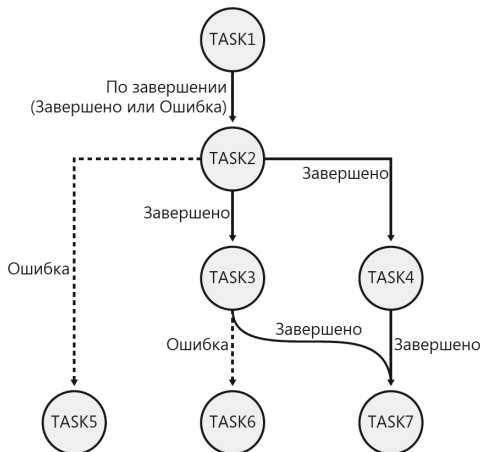 TASK1
По завершении
(Завершено или Ошибка)
TASK2
Завершено
Завершено
Ошибка
TASK3
TASK4
Завершено
Ошибка
Завершено
TASK5
TASK6
TASK7